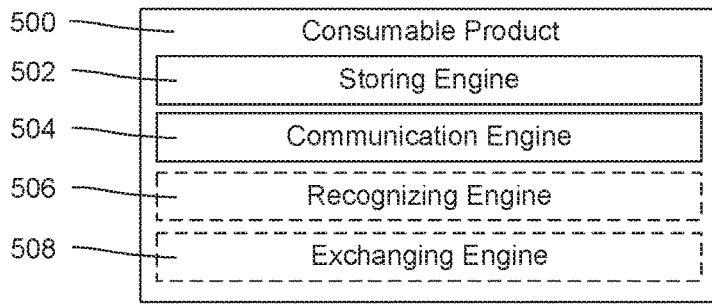 500 Consumable Product
502 Storing Engine
504 Communication Engine
506 Recognizing Engine
508 Exchanging Engine